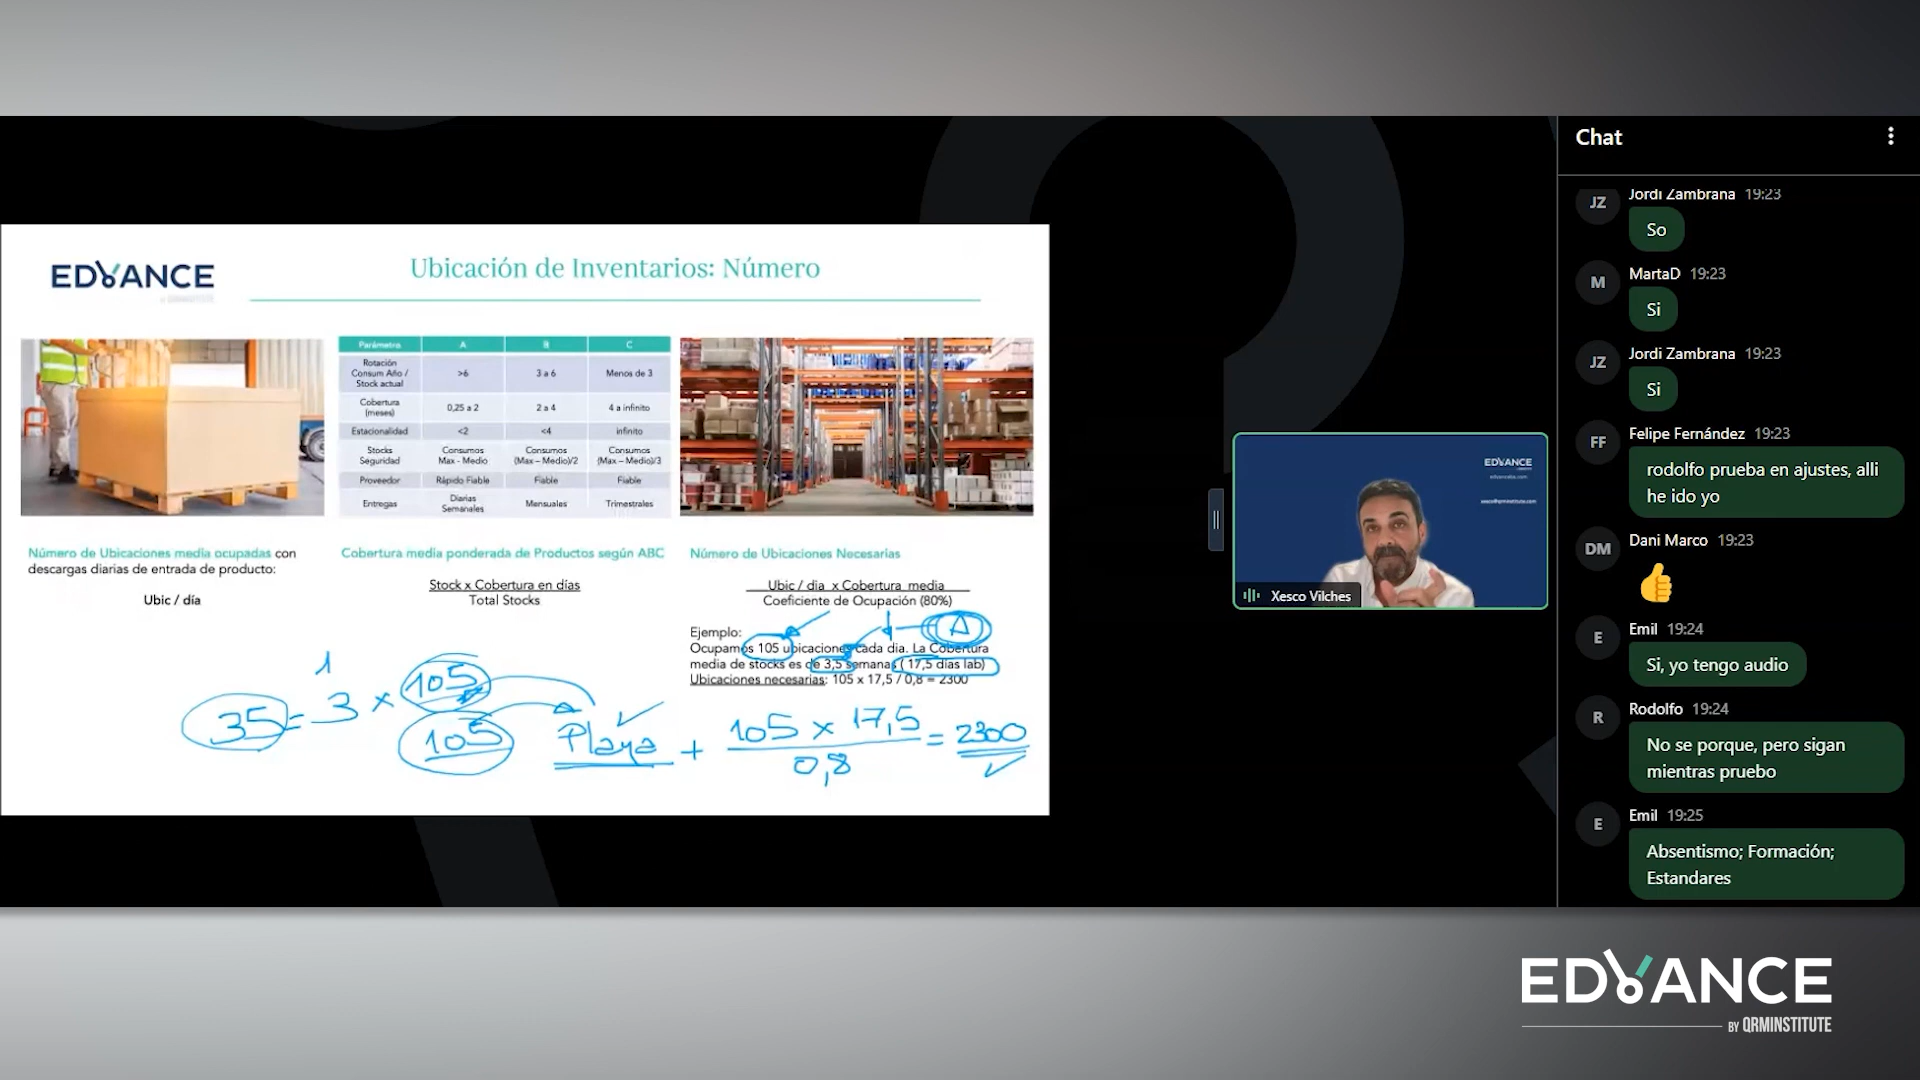 EDVANCE
Ubicación de Inventarios: Número
Parámetro A B C
Rotación Consum Año / Stock actual >6 3 a 6 Menos de 3
Cobertura (meses) 0,25 a 2 2 a 4 4 a infinito
Estacionalidad <2 <4 infinito
Stocks Seguridad Consumos Max - Medio Consumos (Max – Medio)/2 Consumos (Max – Medio)/3
Proveedor Rápido Fiable Fiable Fiable
Entregas Diarias Semanales Mensuales Trimestrales
Número de Ubicaciones media ocupadas con
descargas diarias de entrada de producto:
Ubic / día
Cobertura media ponderada de Productos según ABC
Stock x Cobertura en días
Total Stocks
Número de Ubicaciones Necesarias
Ubic / dia x Cobertura media
Coeficiente de Ocupación (80%)
A
Ejemplo:
Ocupamos 105 ubicaciones cada dia. La Cobertura
media de stocks es de 3,5 semanas ( 17,5 días lab)
Ubicaciones necesarias: 105 x 17,5 / 0,8 = 2300
1
35 = 3 x 105
105 Playa + 105 x 17,5 = 2300
0,8
EDVANCE
Xesco Vilches
Chat
JZ Jordi Zambrana 19:23
So
M MartaD 19:23
Si
JZ Jordi Zambrana 19:23
Si
FF Felipe Fernández 19:23
rodolfo prueba en ajustes, alli
he ido yo
DM Dani Marco 19:23
👍
E Emil 19:24
Si, yo tengo audio
R Rodolfo 19:24
No se porque, pero sigan
mientras pruebo
E Emil 19:25
Absentismo; Formación;
Estandares
EDVANCE
BY QRMINSTITUTE